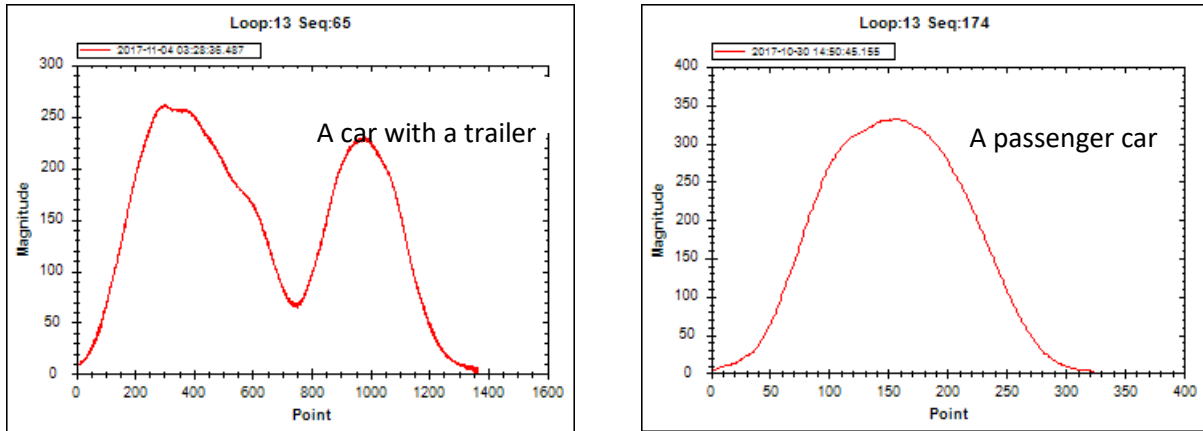 Loop:13 Seq:65
2017-11-04 03:28:36.487
300
250
200
150
100
50
0
Magnitude
A car with a trailer
0 200 400 600 800 1000 1200 1400 1600
Point
Loop:13 Seq:174
2017-10-30 14:50:45.155
400
350
300
250
200
150
100
50
0
Magnitude
A passenger car
0 50 100 150 200 250 300 350 400
Point